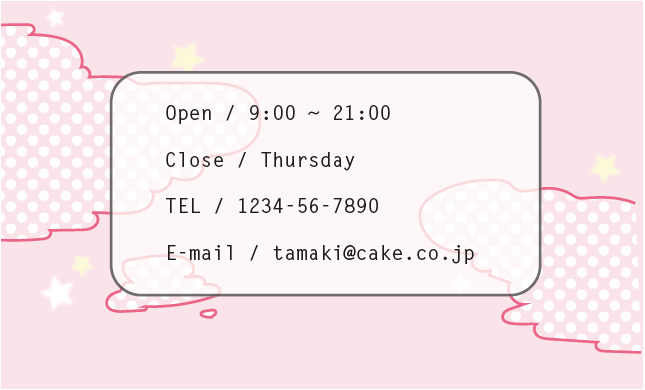 Open / 9:00 ~ 21:00
Close / Thursday
TEL / 1234-56-7890
E-mail / tamaki@cake.co.jp